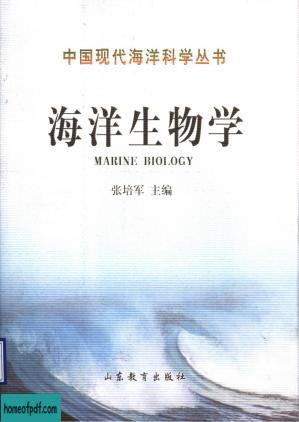 中国现代海洋科学丛书
海洋生物学
MARINE BIOLOGY
张培军 主编
山东教育出版社
homeofpdf.com